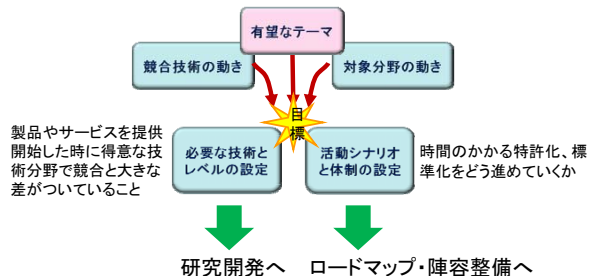 有望なテーマ
競合技術の動き
対象分野の動き
目
標
製品やサービスを提供
開始した時に得意な技
術分野で競合と大きな
差がついていること
必要な技術と
レベルの設定
活動シナリオ
と体制の設定
時間のかかる特許化、標
準化をどう進めていくか
研究開発へ
ロードマップ・陣容整備へ